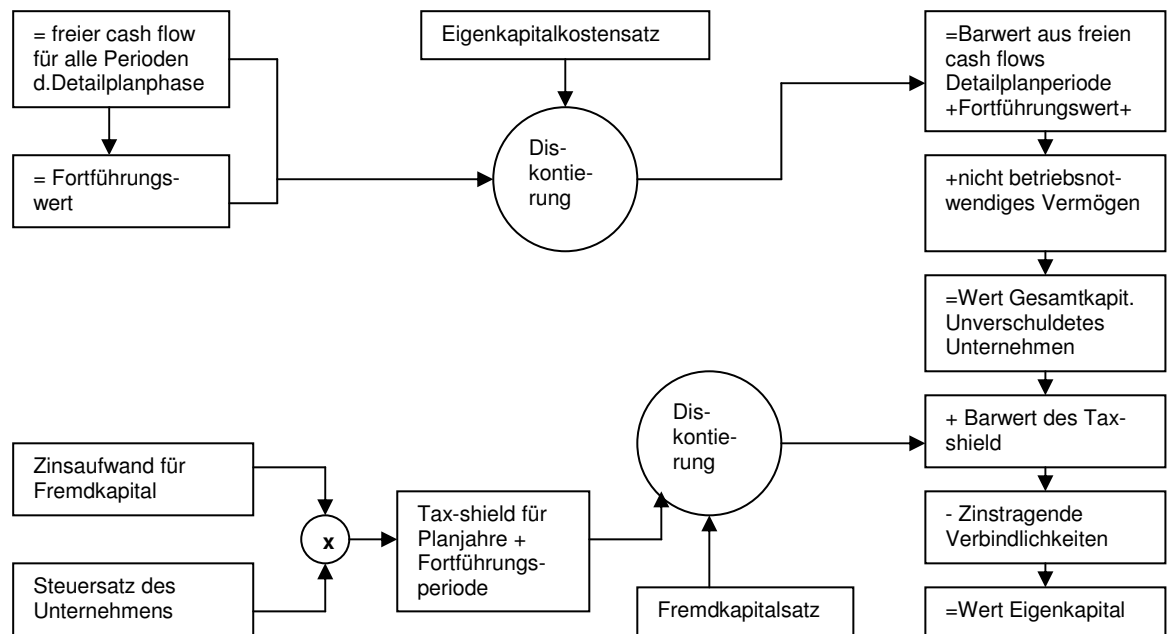 = freier cash flow
für alle Perioden
d.Detailplanphase
Eigenkapitalkostensatz
=Barwert aus freien
cash flows
Detailplanperiode
+Fortführungswert+
= Fortführungs-
wert
Dis-
kontie-
rung
+nicht betriebsnot-
wendiges Vermögen
=Wert Gesamtkapit.
Unverschuldetes
Unternehmen
Dis-
kontie-
rung
+ Barwert des Tax-
shield
Zinsaufwand für
Fremdkapital
x
Tax-shield für
Planjahre +
Fortführungs-
periode
- Zinstragende
Verbindlichkeiten
Steuersatz des
Unternehmens
Fremdkapitalsatz
=Wert Eigenkapital